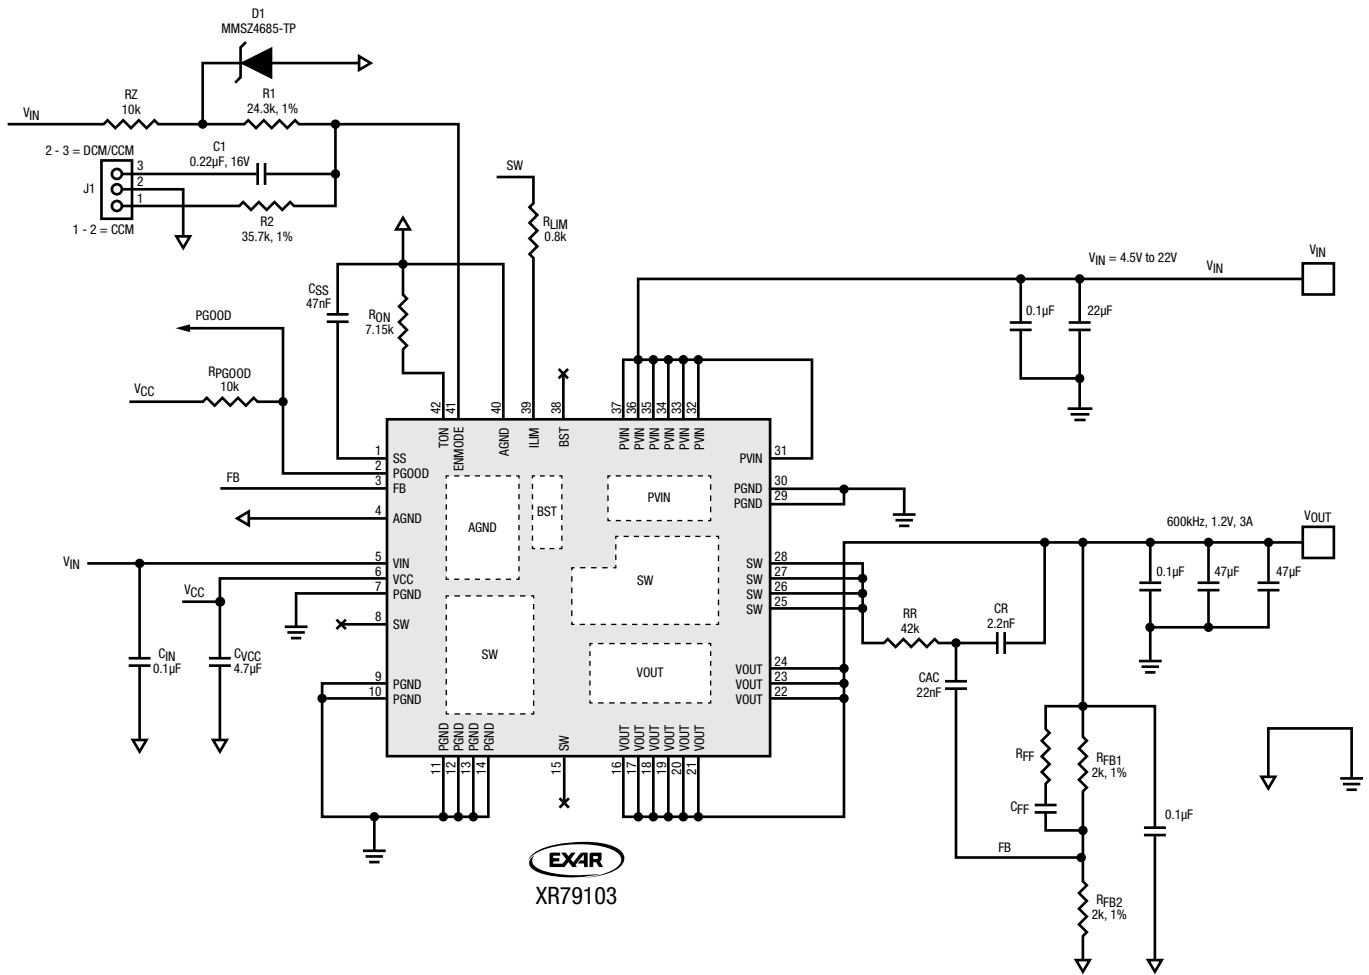 D1
MMSZ4685-TP
RZ
10k
R1
24.3k, 1%
VIN
2 - 3 = DCM/CCM
C1
0.22µF, 16V
3
2
1
J1
R2
35.7k, 1%
1 - 2 = CCM
SW
RLIM
0.8k
CSS
47nF
RON
7.15k
PGOOD
RPGOOD
10k
VCC
VIN = 4.5V to 22V
VIN
VIN
0.1µF
22µF
42
41
40
39
38
37
36
35
34
33
32
TON
ENMODE
AGND
ILIM
BST
PVIN
PVIN
PVIN
PVIN
PVIN
PVIN
1
SS
2
PGOOD
FB
3
FB
4
AGND
VIN
5
VIN
6
VCC
VCC
7
PGND
8
SW
9
PGND
10
PGND
CIN
0.1µF
CVCC
4.7µF
AGND
BST
PVIN
SW
SW
VOUT
PVIN
31
PGND
30
PGND
29
SW
28
SW
27
SW
26
SW
25
VOUT
24
VOUT
23
VOUT
22
PGND
PGND
PGND
PGND
SW
VOUT
VOUT
VOUT
VOUT
VOUT
VOUT
11
12
13
14
15
16
17
18
19
20
21
600kHz, 1.2V, 3A
VOUT
0.1µF
47µF
47µF
RR
42k
CR
2.2nF
CAC
22nF
RFF
RFB1
2k, 1%
CFF
0.1µF
FB
RFB2
2k, 1%
EXAR
XR79103